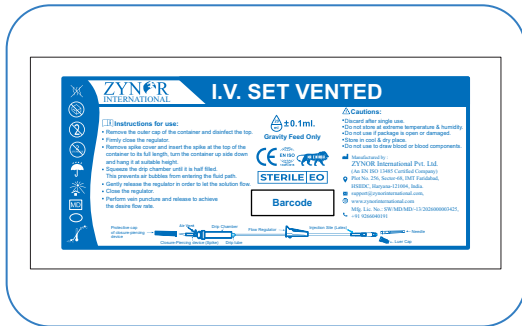 ZYNOR
INTERNATIONAL
I.V. SET VENTED
Instructions for use:
• Remove the outer cap of the container and disinfect the top.
• Firmly close the regulator.
• Remove spike cover and insert the spike at the top of the
container to its full length, turn the container up side down
and hang it at suitable height.
• Squeeze the drip chamber until it is half filled.
This prevents air bubbles from entering the fluid path.
• Gently release the regulator in order to let the solution flow.
• Close the regulator.
• Perform vein puncture and release to achieve
the desire flow rate.
±0.1ml.
Gravity Feed Only
CE
EN ISO
STERILE EO
Barcode
Cautions:
•Discard after single use.
•Do not store at extreme temperature & humidity.
•Do not use if package is open or damaged.
•Store in cool & dry place.
•Do not use to draw blood or blood components.
Manufactured by :
ZYNOR International Pvt. Ltd.
(An EN ISO 13485 Certified Company)
Plot No. 256, Sector-68, IMT Faridabad,
HSIIDC, Haryana-121004, India.
support@zynorinternational.com,
www.zynorinternational.com
Mfg. Lic. No.: SW/MD/MD/-13/2026000003425,
+91 9266040191
MD
Protective cap
of closure-piercing
device
Air Vent
Drip Chamber
Closure-Piercing device (Spike)
Drip tube
Flow Regulator
Injection Site (Latex)
Needle
Luer Cap